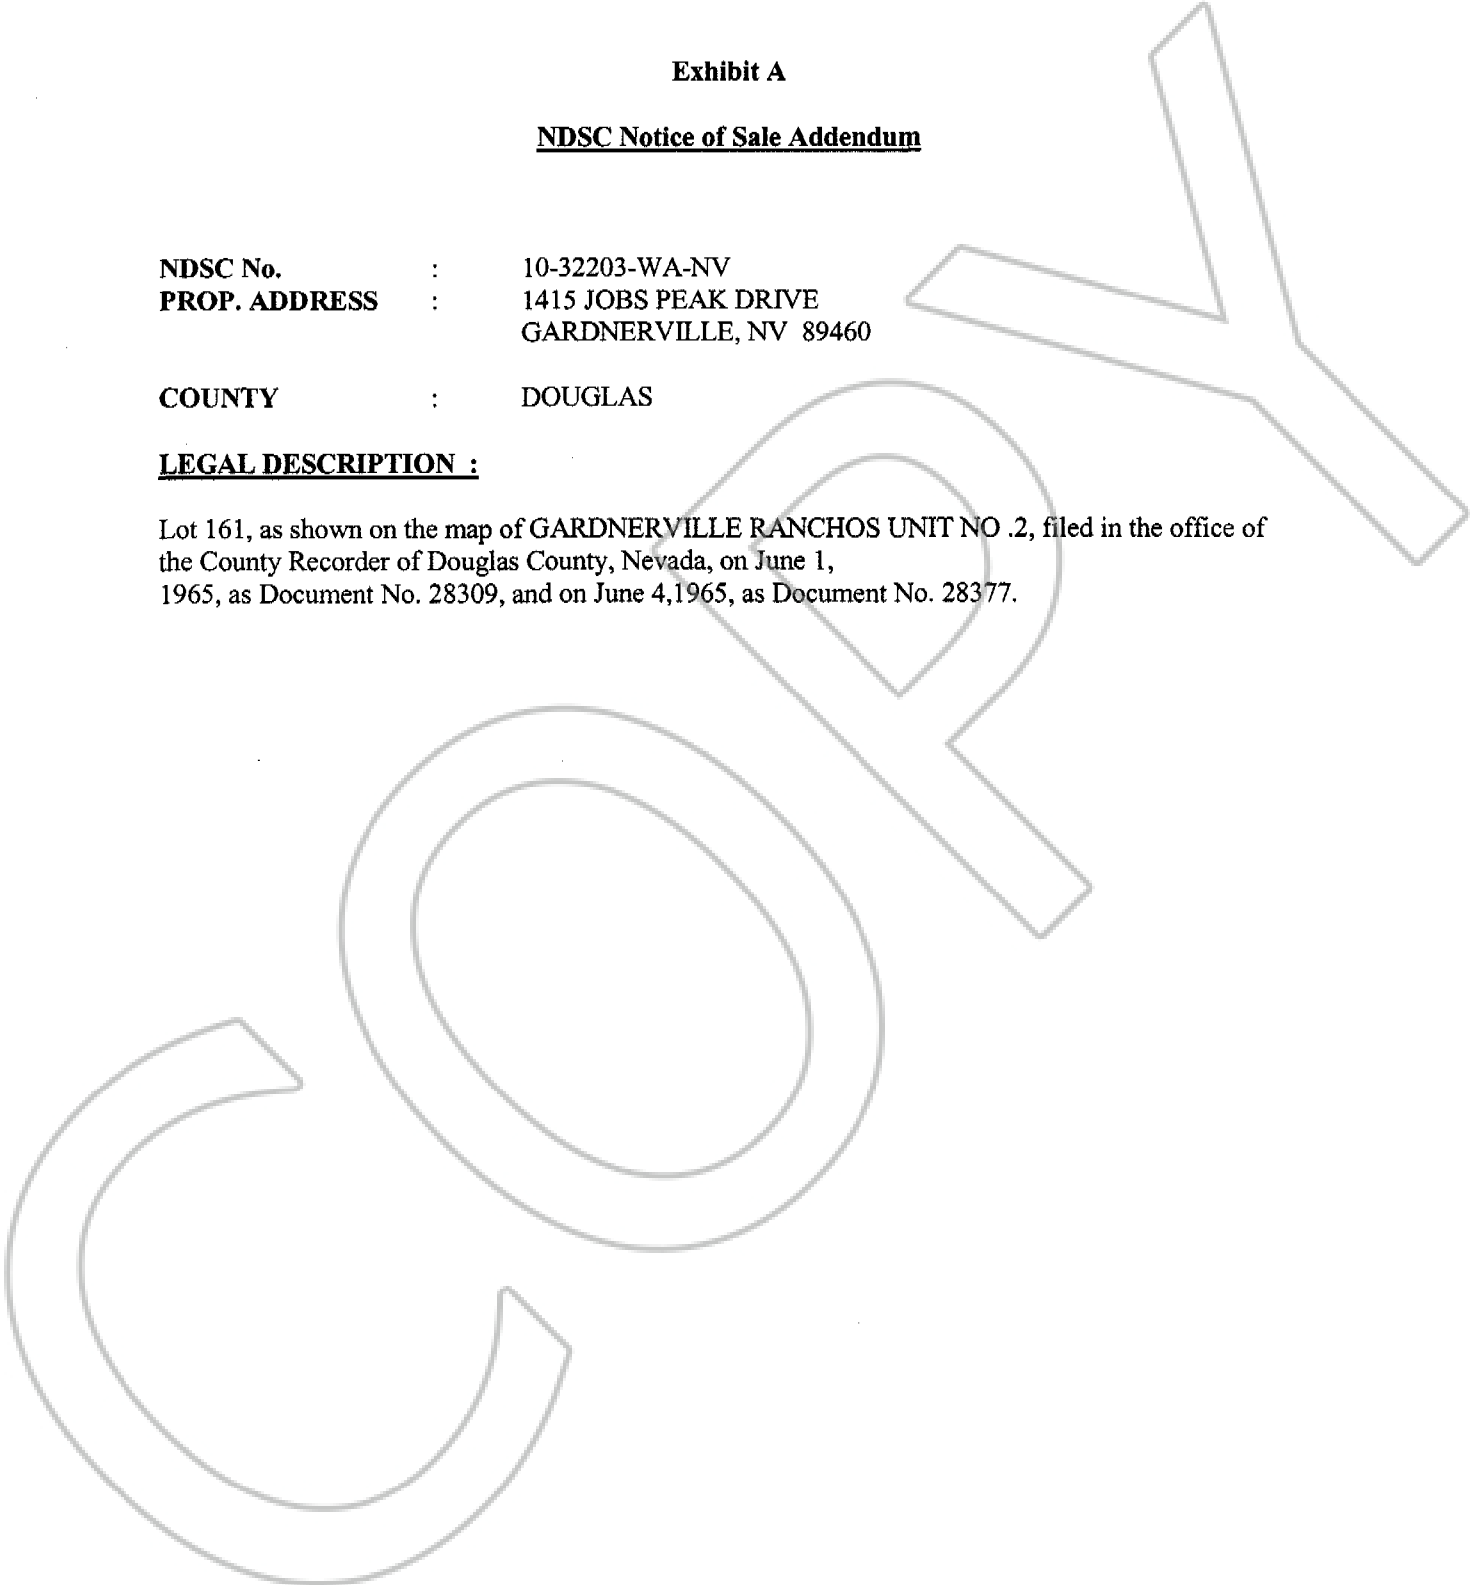 Exhibit A
NDSC Notice of Sale Addendum
NDSC No. : 10-32203-WA-NV
PROP. ADDRESS : 1415 JOBS PEAK DRIVE
GARDNERVILLE, NV 89460
COUNTY : DOUGLAS
LEGAL DESCRIPTION :
Lot 161, as shown on the map of GARDNERVILLE RANCHOS UNIT NO .2, filed in the office of
the County Recorder of Douglas County, Nevada, on June 1,
1965, as Document No. 28309, and on June 4,1965, as Document No. 28377.
COPY